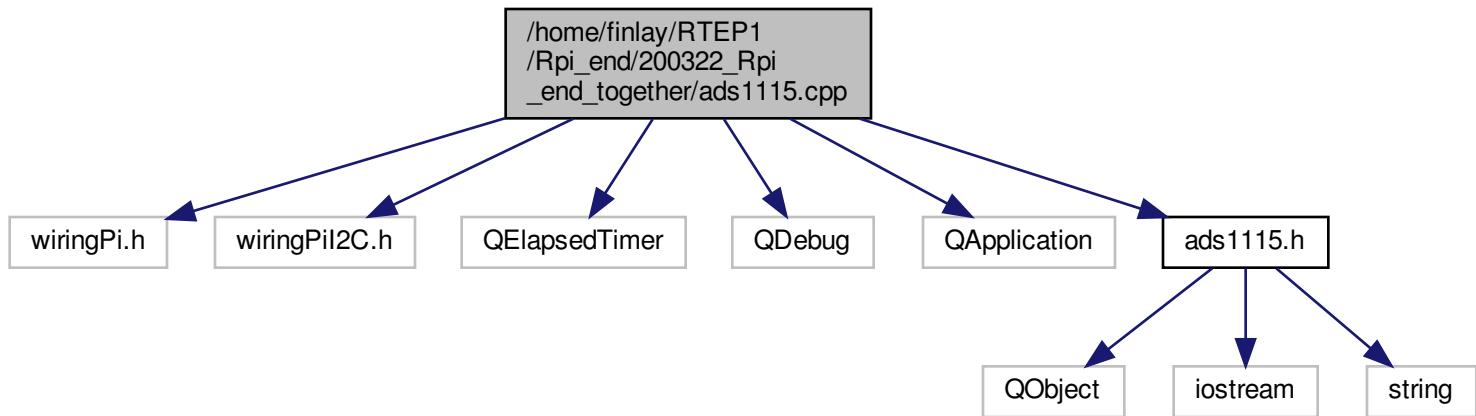 /home/finlay/RTEP1
/Rpi_end/200322_Rpi
_end_together/ads1115.cpp
wiringPi.h
wiringPiI2C.h
QElapsedTimer
QDebug
QApplication
ads1115.h
QObject
iostream
string